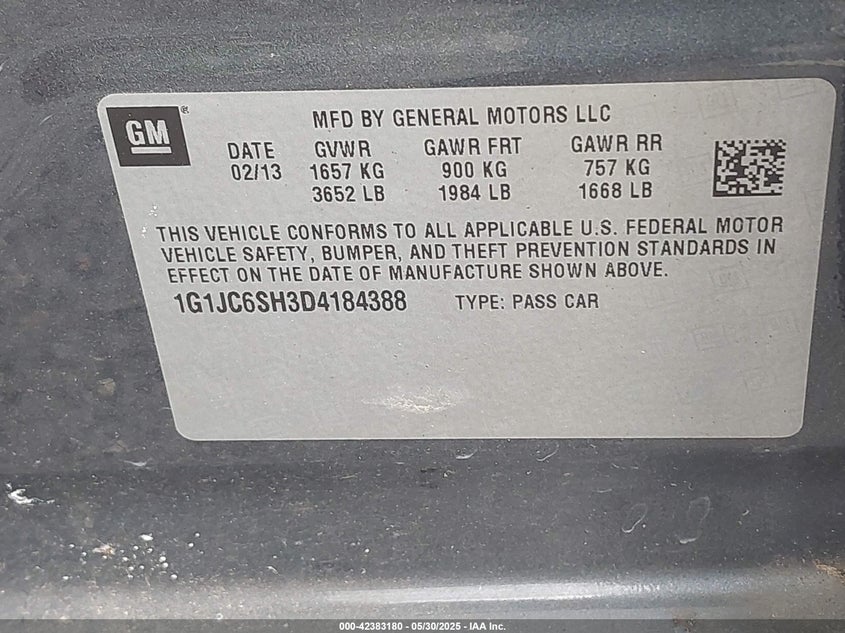 GM ® MFD BY GENERAL MOTORS LLC
DATE GVWR GAWR FRT GAWR RR
02/13 1657 KG 900 KG 757 KG
3652 LB 1984 LB 1668 LB
THIS VEHICLE CONFORMS TO ALL APPLICABLE U.S. FEDERAL MOTOR
VEHICLE SAFETY, BUMPER, AND THEFT PREVENTION STANDARDS IN
EFFECT ON THE DATE OF MANUFACTURE SHOWN ABOVE.
1G1JC6SH3D4184388 TYPE: PASS CAR
000-42383180 - 05/30/2025 - IAA Inc.